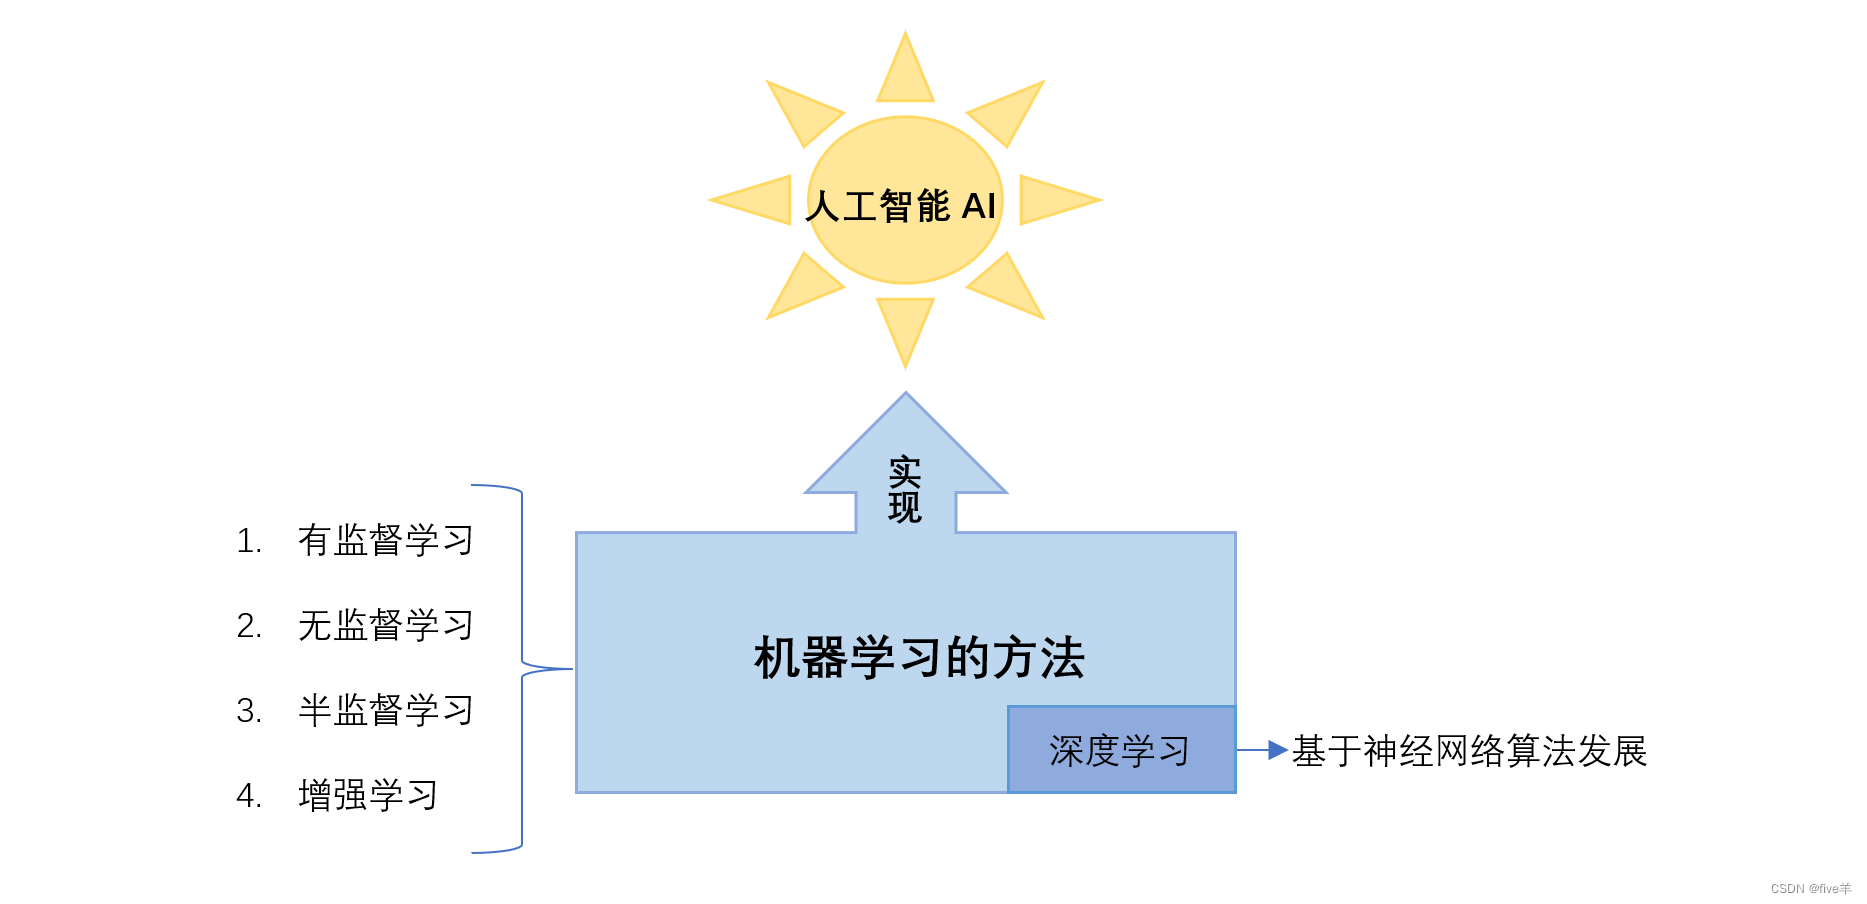 人工智能 AI
实
现
1. 有监督学习
2. 无监督学习
3. 半监督学习
4. 增强学习
机器学习的方法
深度学习
基于神经网络算法发展
CSDN @five羊